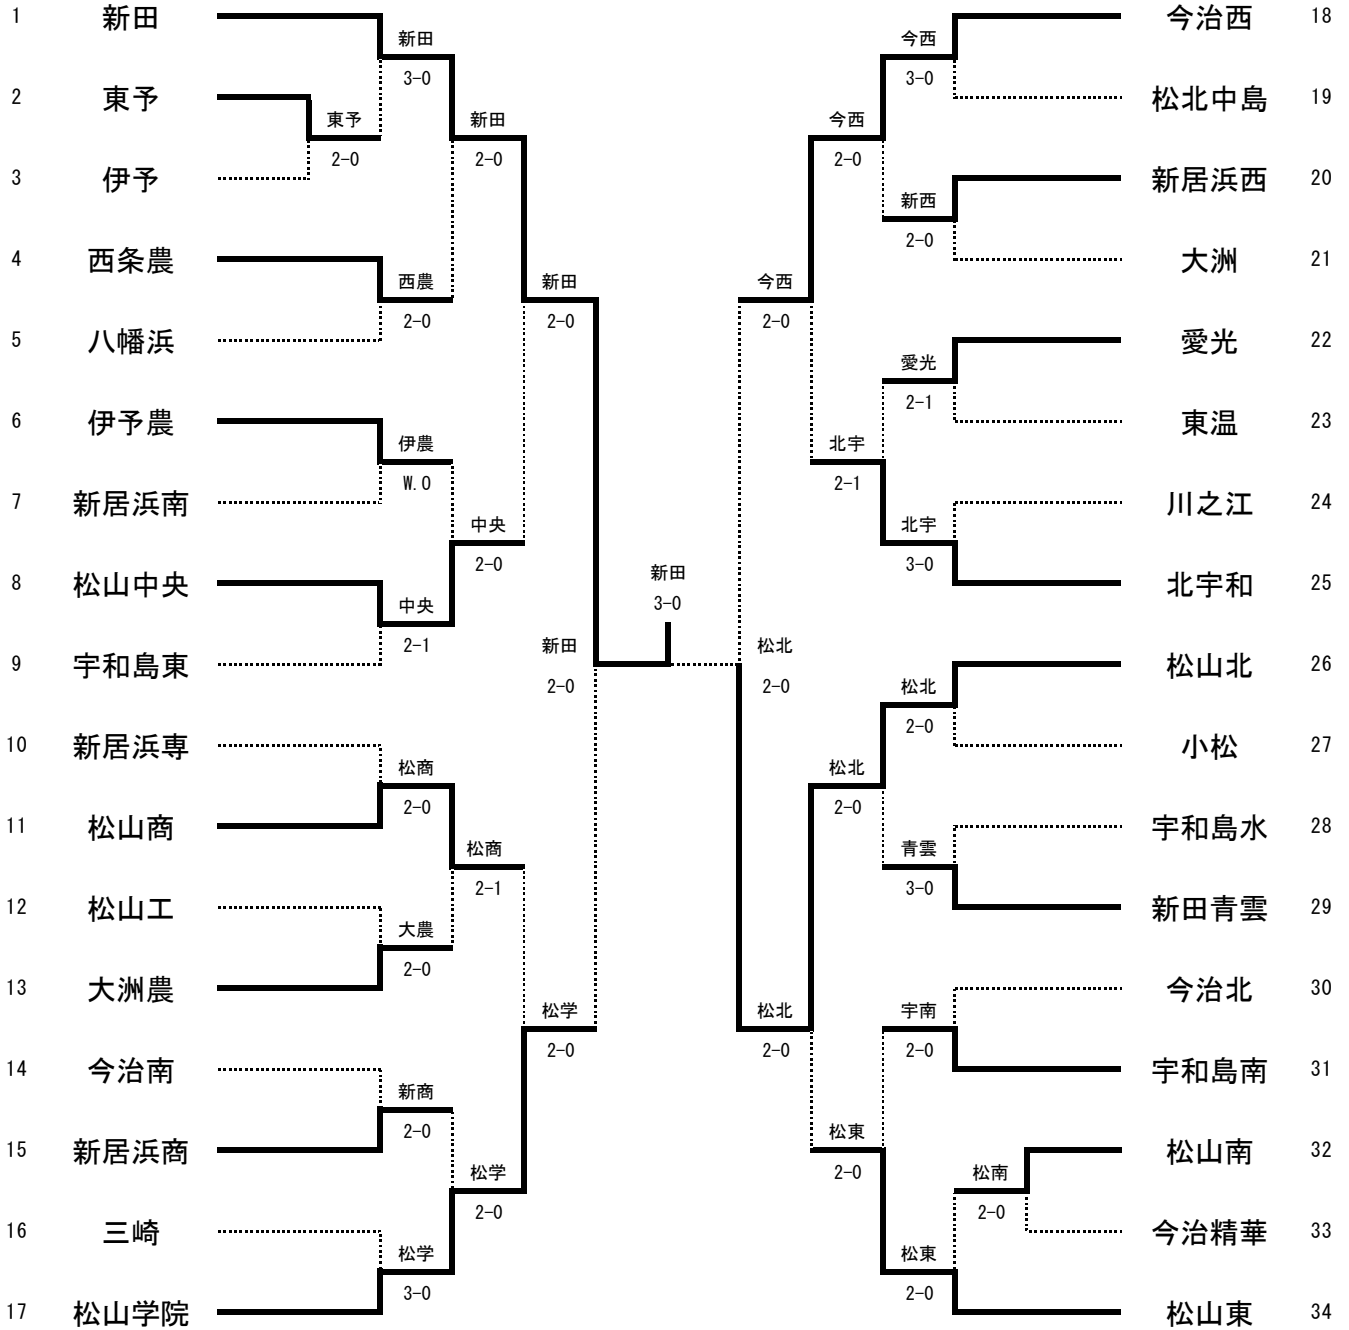 1 新田
2 東予
3 伊予
4 西条農
5 八幡浜
6 伊予農
7 新居浜南
8 松山中央
9 宇和島東
10 新居浜専
11 松山商
12 松山工
13 大洲農
14 今治南
15 新居浜商
16 三崎
17 松山学院
東予
2-0
新田
3-0
西農
2-0
伊農
W.0
中央
2-1
松商
2-0
大農
2-0
新商
2-0
松学
3-0
新田
2-0
中央
2-0
松商
2-1
松学
2-0
新田
2-0
松学
2-0
新田
2-0
新田
3-0
松北
2-0
今西
2-0
松北
2-0
今西
2-0
北宇
2-1
松北
2-0
松東
2-0
今西
3-0
新西
2-0
愛光
2-1
北宇
3-0
松北
2-0
青雲
3-0
宇南
2-0
松東
2-0
松南
2-0
今治西 18
松北中島 19
新居浜西 20
大洲 21
愛光 22
東温 23
川之江 24
北宇和 25
松山北 26
小松 27
宇和島水 28
新田青雲 29
今治北 30
宇和島南 31
松山南 32
今治精華 33
松山東 34